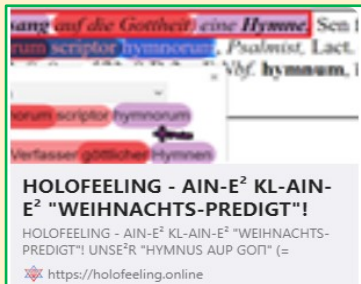 sang auf die Gottheit, eine Hymne, Sen
rum scriptor hymnorum, Psalmist, Lact.
Nbf. hymnum,
norum scriptor hymnorum
Verfasser göttlicher Hymnen
HOLOFEELING - AIN-E² KL-AIN-
E² "WEIHNACHTS-PREDIGT"!
HOLOFEELING - AIN-E² KL-AIN-E² "WEIHNACHTS-
PREDIGT"! UNSE²R "HYMNUS AUP GOΠ" (=
https://holofeeling.online